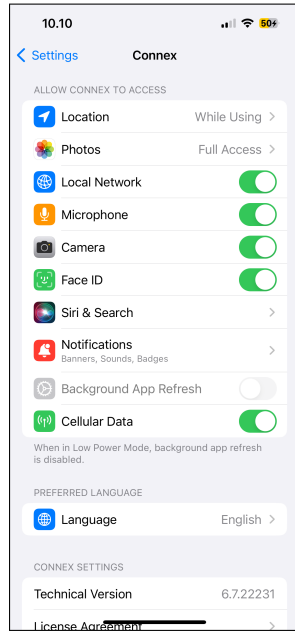 10.10
50
Settings
Connex
ALLOW CONNEX TO ACCESS
Location While Using
Photos Full Access
Local Network
Microphone
Camera
Face ID
Siri & Search
Notifications
Banners, Sounds, Badges
Background App Refresh
Cellular Data
When in Low Power Mode, background app refresh
is disabled.
PREFERRED LANGUAGE
Language English
CONNEX SETTINGS
Technical Version 6.7.22231
License Agreement